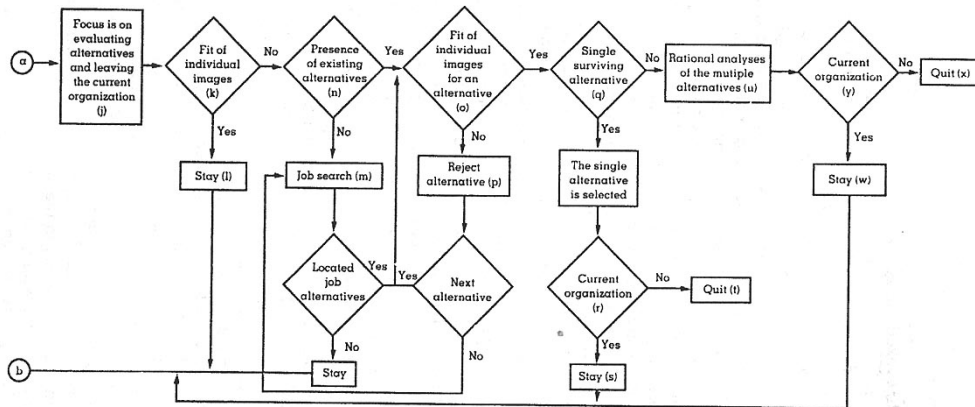 a
Focus is on
evaluating
alternatives
and leaving
the current
organization
(j)
Fit of
individual
images
(k)
No
Yes
Stay (l)
Presence
of existing
alternatives
(n)
Yes
No
Job search (m)
Located
job
alternatives
Yes
No
Stay
Fit of
individual
images
for an
alternative
(o)
Yes
No
Reject
alternative (p)
Next
alternative
Yes
No
Single
surviving
alternative
(q)
No
Yes
The single
alternative
is selected
Current
organization
(r)
No
Quit (t)
Yes
Stay (s)
Rational analyses
of the mutiple
alternatives (u)
Current
organization
(y)
No
Quit (x)
Yes
Stay (w)
b